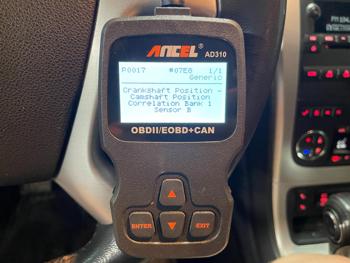 ANCEL
AD310
P0017 #07E8 1/1
Generic
Crankshaft Position -
Camshaft Position
Correlation Bank 1
Sensor B
OBDII/EOBD+CAN
ENTER
EXIT